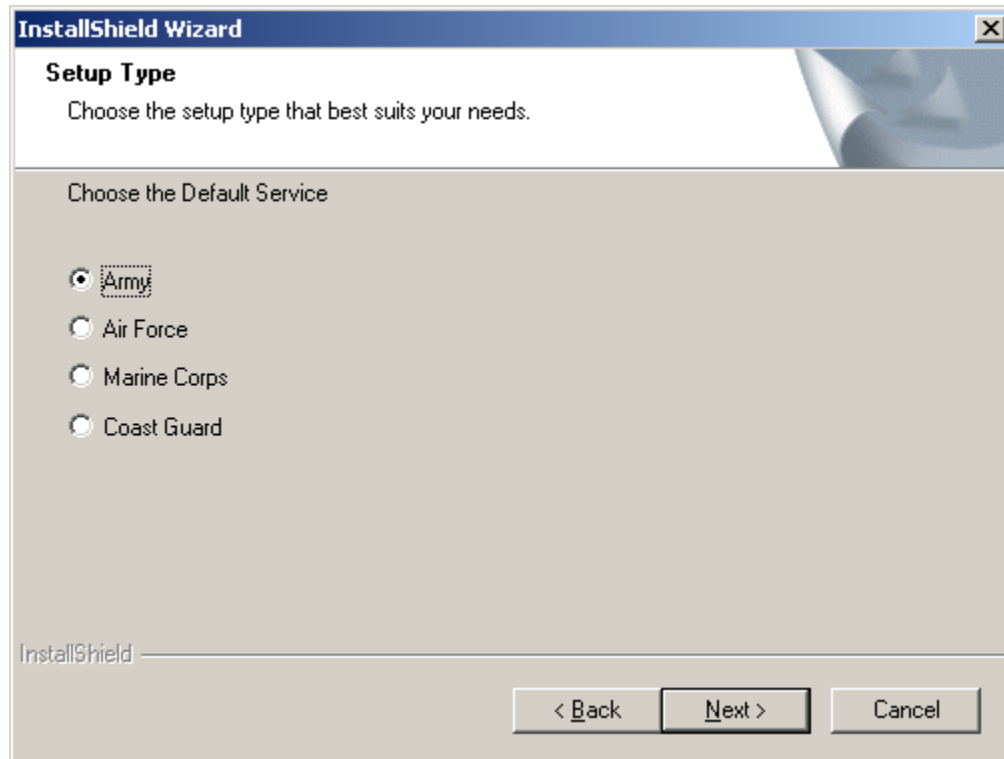 InstallShield Wizard
Setup Type
Choose the setup type that best suits your needs.
Choose the Default Service
Army
Air Force
Marine Corps
Coast Guard
InstallShield
< Back
Next >
Cancel